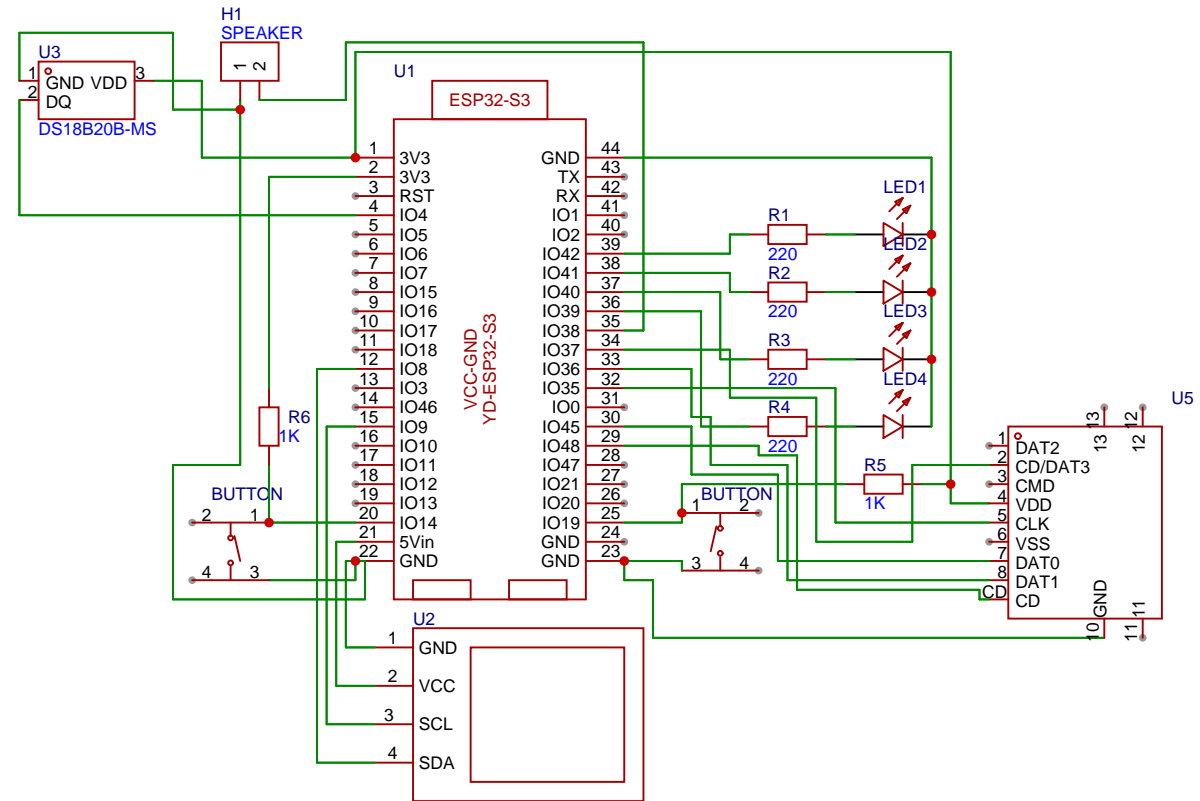 H1
SPEAKER
1
2
U3
1
GND VDD
3
2
DQ
DS18B20B-MS
U1
ESP32-S3
VCC-GND
YD-ESP32-S3
1
3V3
2
3V3
3
RST
4
IO4
5
IO5
6
IO6
7
IO7
8
IO15
9
IO16
10
IO17
11
IO18
12
IO8
13
IO3
14
IO46
15
IO9
16
IO10
17
IO11
18
IO12
19
IO13
20
IO14
21
5Vin
22
GND
44
GND
43
TX
42
RX
41
IO1
40
IO2
39
IO42
38
IO41
37
IO40
36
IO39
35
IO38
34
IO37
33
IO36
32
IO35
31
IO0
30
IO45
29
IO48
28
IO47
27
IO21
26
IO20
25
IO19
24
GND
23
GND
R1
220
R2
220
R3
220
R4
220
LED1
LED2
LED3
LED4
R5
1K
R6
1K
BUTTON
2
1
4
3
BUTTON
1
2
3
4
U5
13
13
12
12
1
DAT2
2
CD/DAT3
3
CMD
4
VDD
5
CLK
6
VSS
7
DAT0
8
DAT1
CD
CD
GND
10
11
11
U2
1
GND
2
VCC
3
SCL
4
SDA